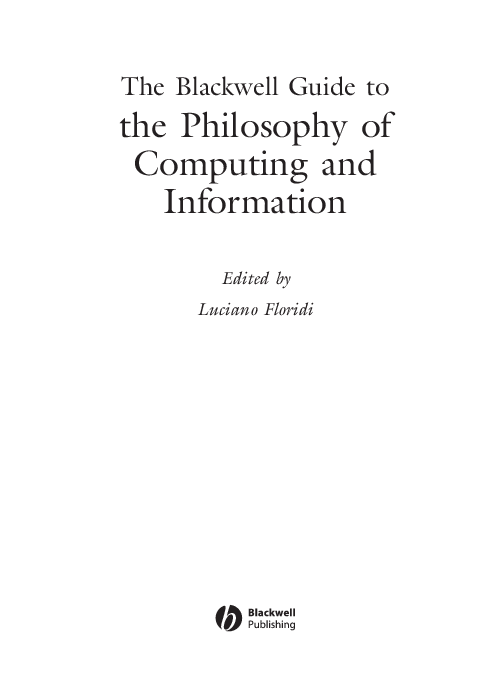 The Blackwell Guide to
the Philosophy of
Computing and
Information
Edited by
Luciano Floridi
Blackwell
Publishing